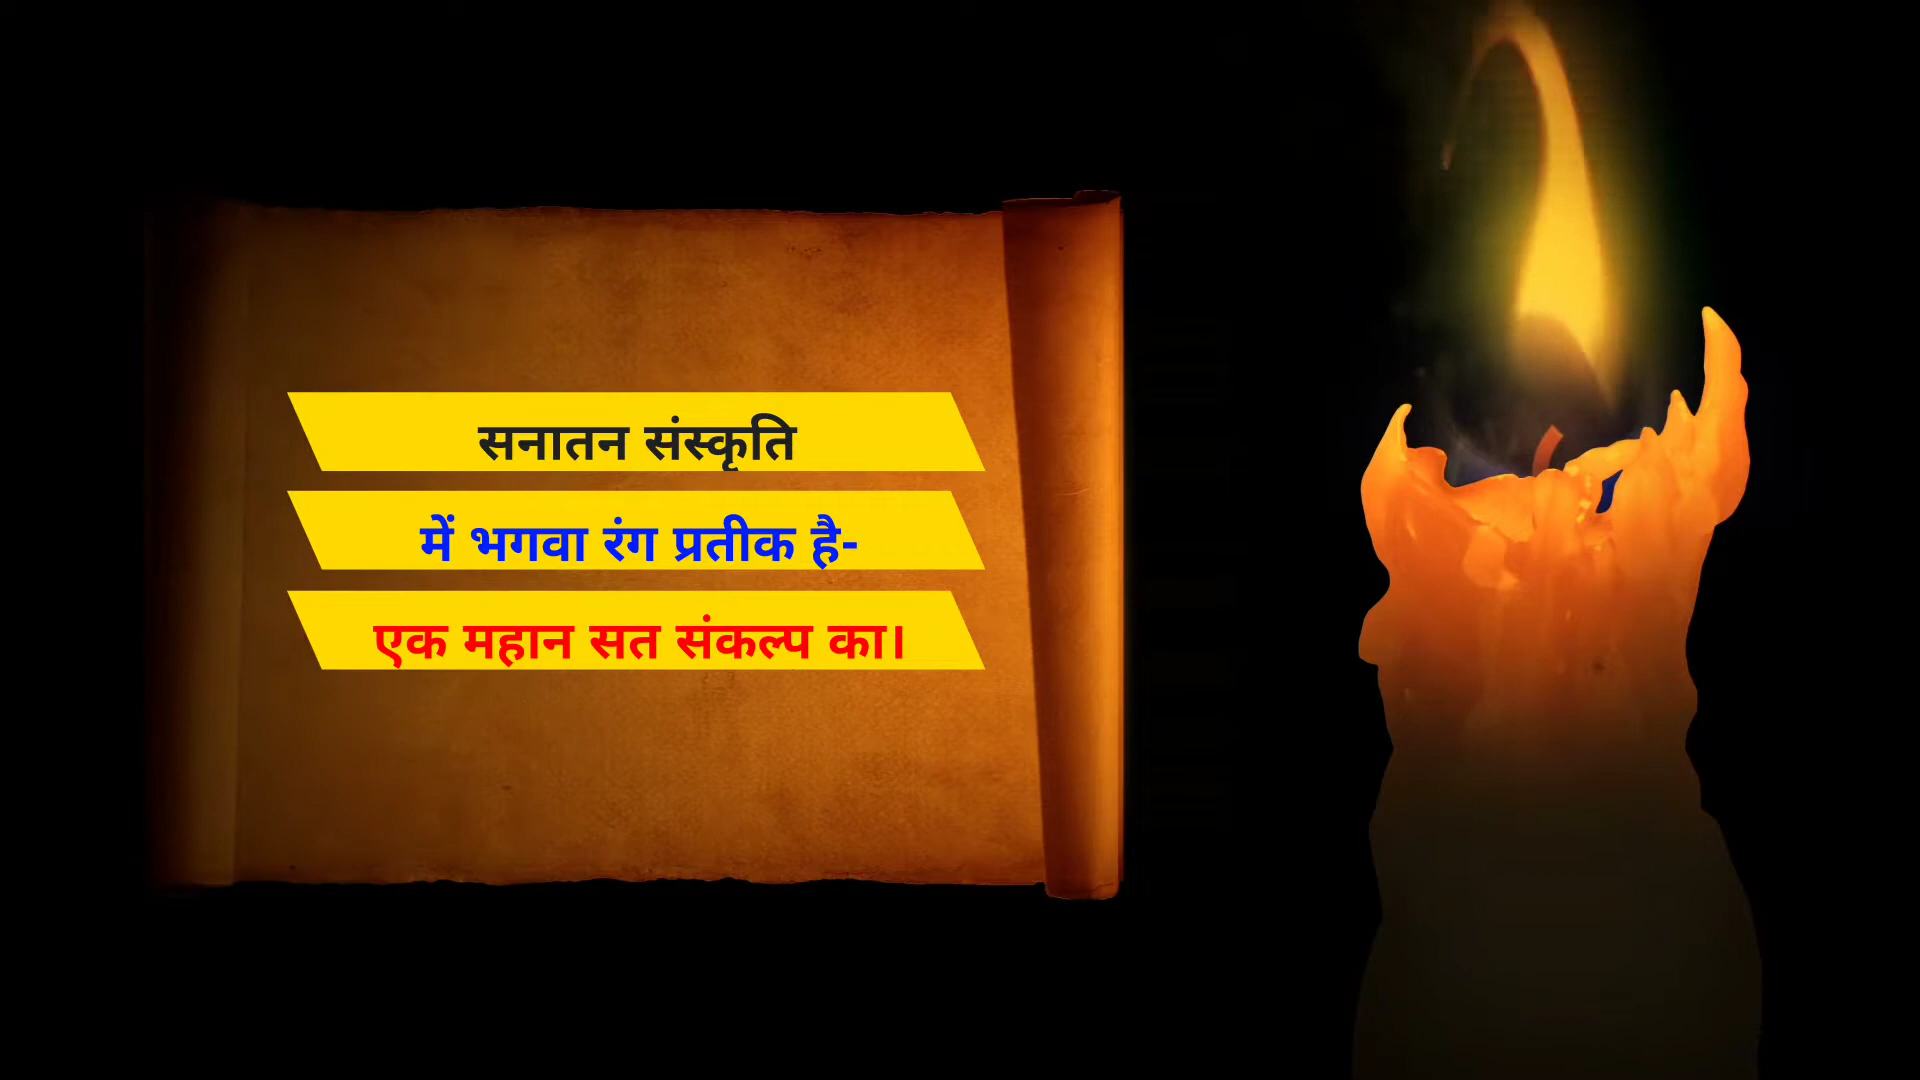 सनातन संस्कृति
में भगवा रंग प्रतीक है-
एक महान सत संकल्प का।